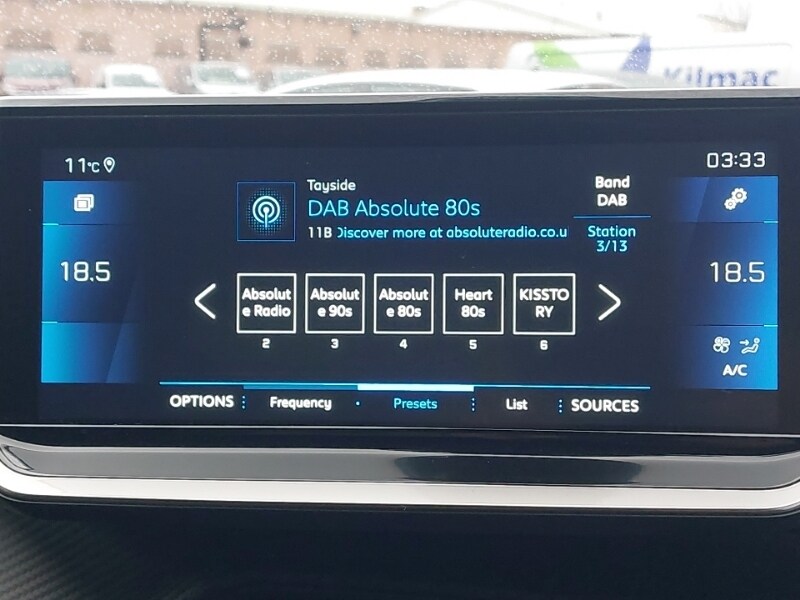 Kilmac
11°C
03:33
Tayside
DAB Absolute 80s
11B Discover more at absoluteradio.co.u
Band
DAB
Station
3/13
18.5
18.5
Absolut
e Radio
2
Absolut
e 90s
3
Absolut
e 80s
4
Heart
80s
5
KISSTO
RY
6
A/C
OPTIONS
Frequency
Presets
List
SOURCES